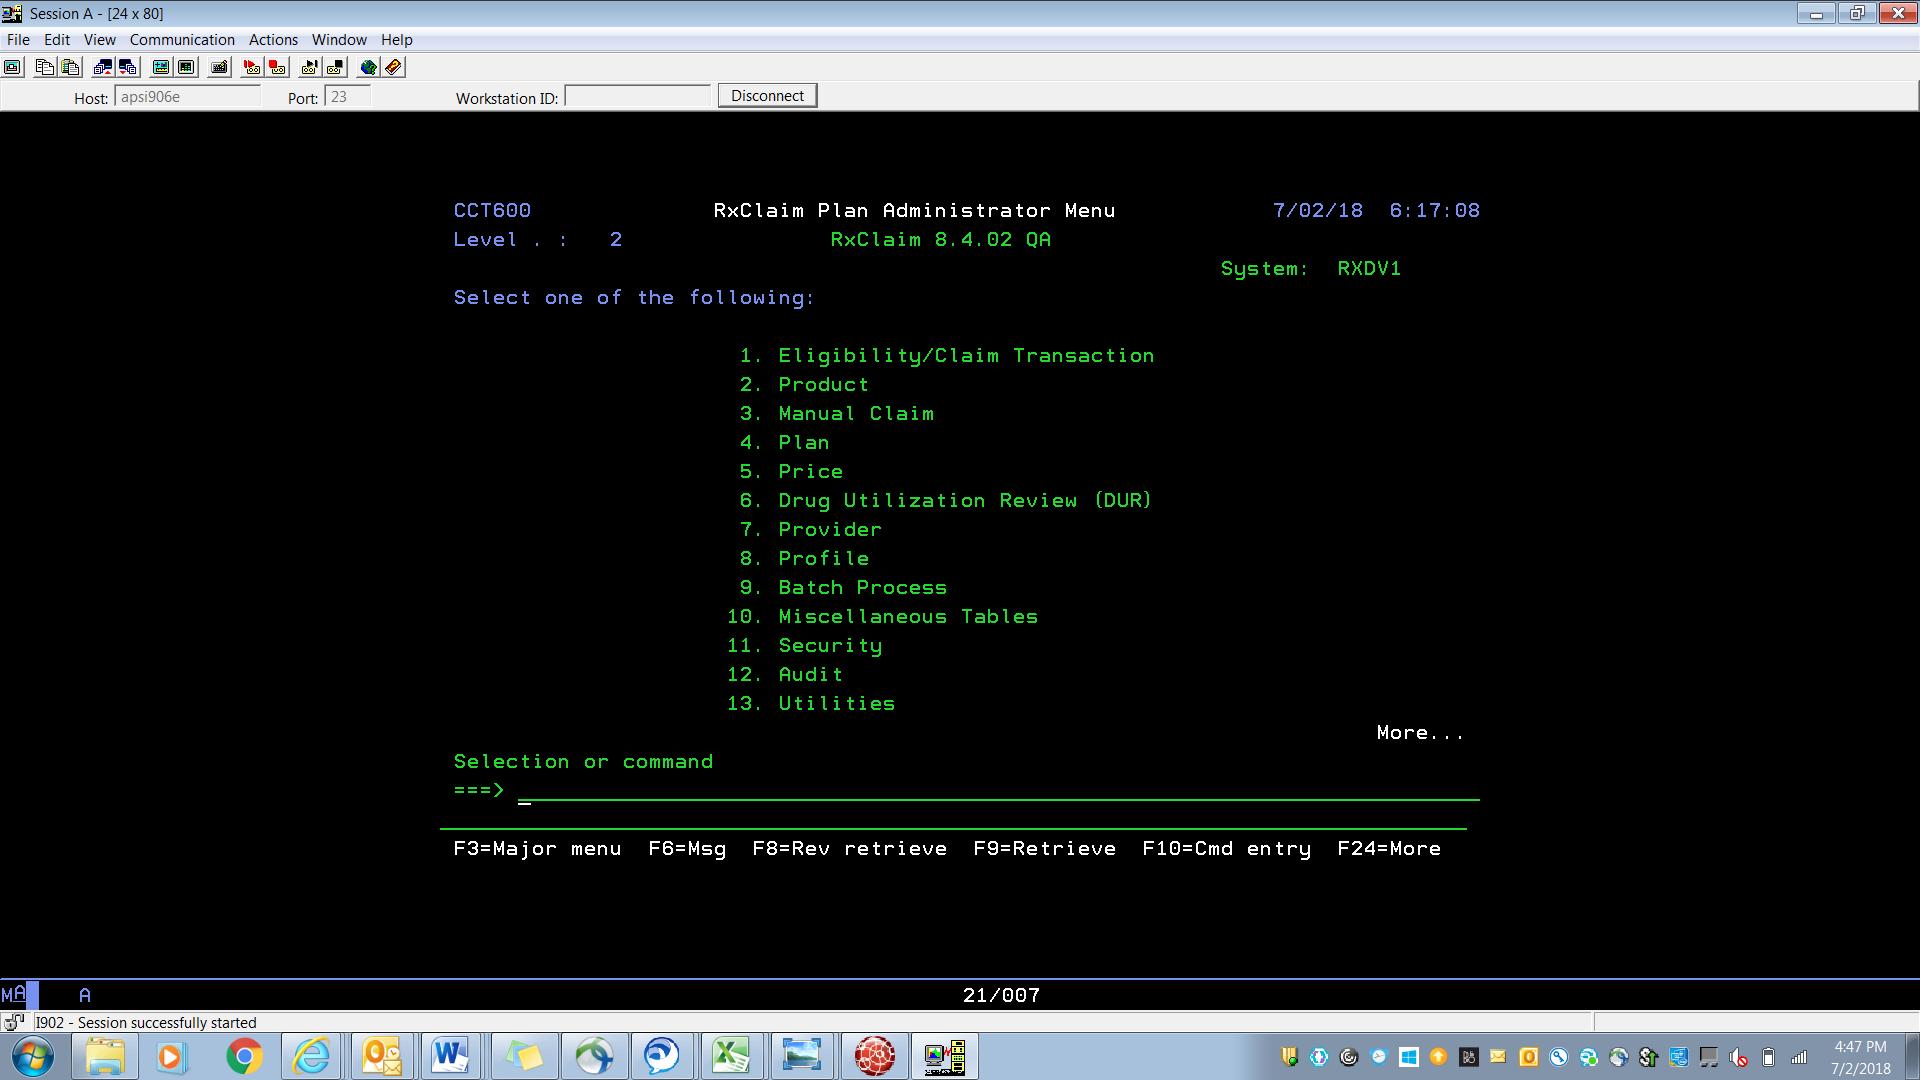 Session A - [24 x 80]
File Edit View Communication Actions Window Help
Host: apsi906e Port: 23 Workstation ID: Disconnect
CCT600 RxClaim Plan Administrator Menu 7/02/18 6:17:08
Level . : 2 RxClaim 8.4.02 QA
System: RXDV1
Select one of the following:
1. Eligibility/Claim Transaction
2. Product
3. Manual Claim
4. Plan
5. Price
6. Drug Utilization Review (DUR)
7. Provider
8. Profile
9. Batch Process
10. Miscellaneous Tables
11. Security
12. Audit
13. Utilities
More...
Selection or command
===> _
F3=Major menu F6=Msg F8=Rev retrieve F9=Retrieve F10=Cmd entry F24=More
MA A 21/007
I902 - Session successfully started
4:47 PM
7/2/2018